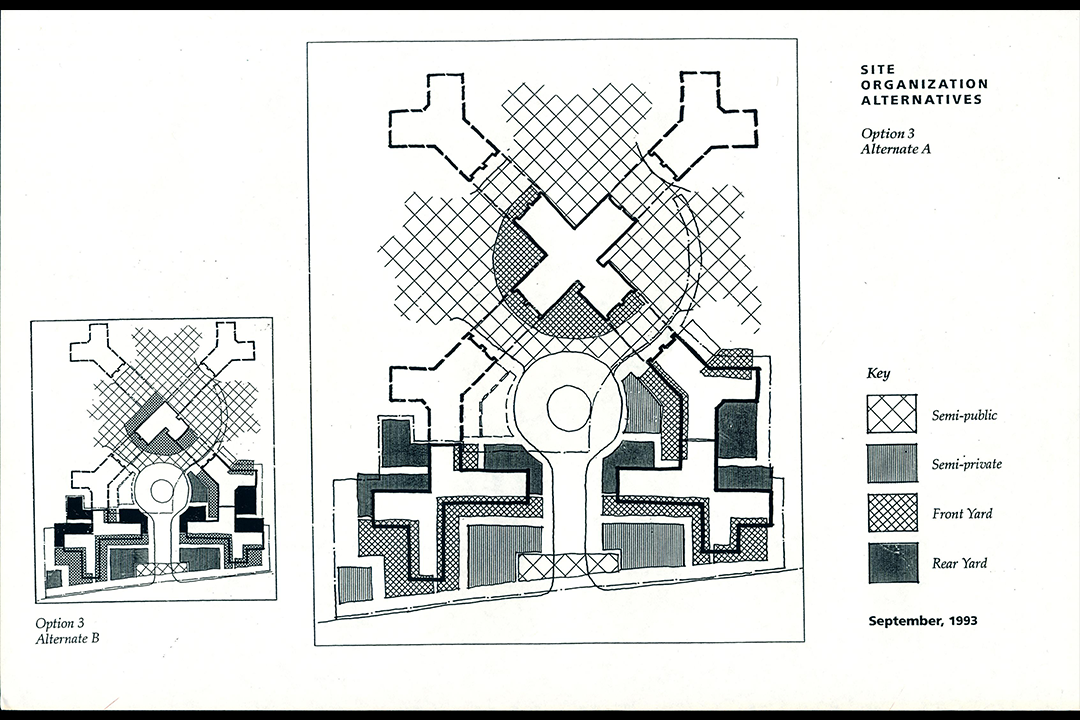 SITE
ORGANIZATION
ALTERNATIVES
Option 3
Alternate A
Key
Semi-public
Semi-private
Front Yard
Rear Yard
September, 1993
Option 3
Alternate B